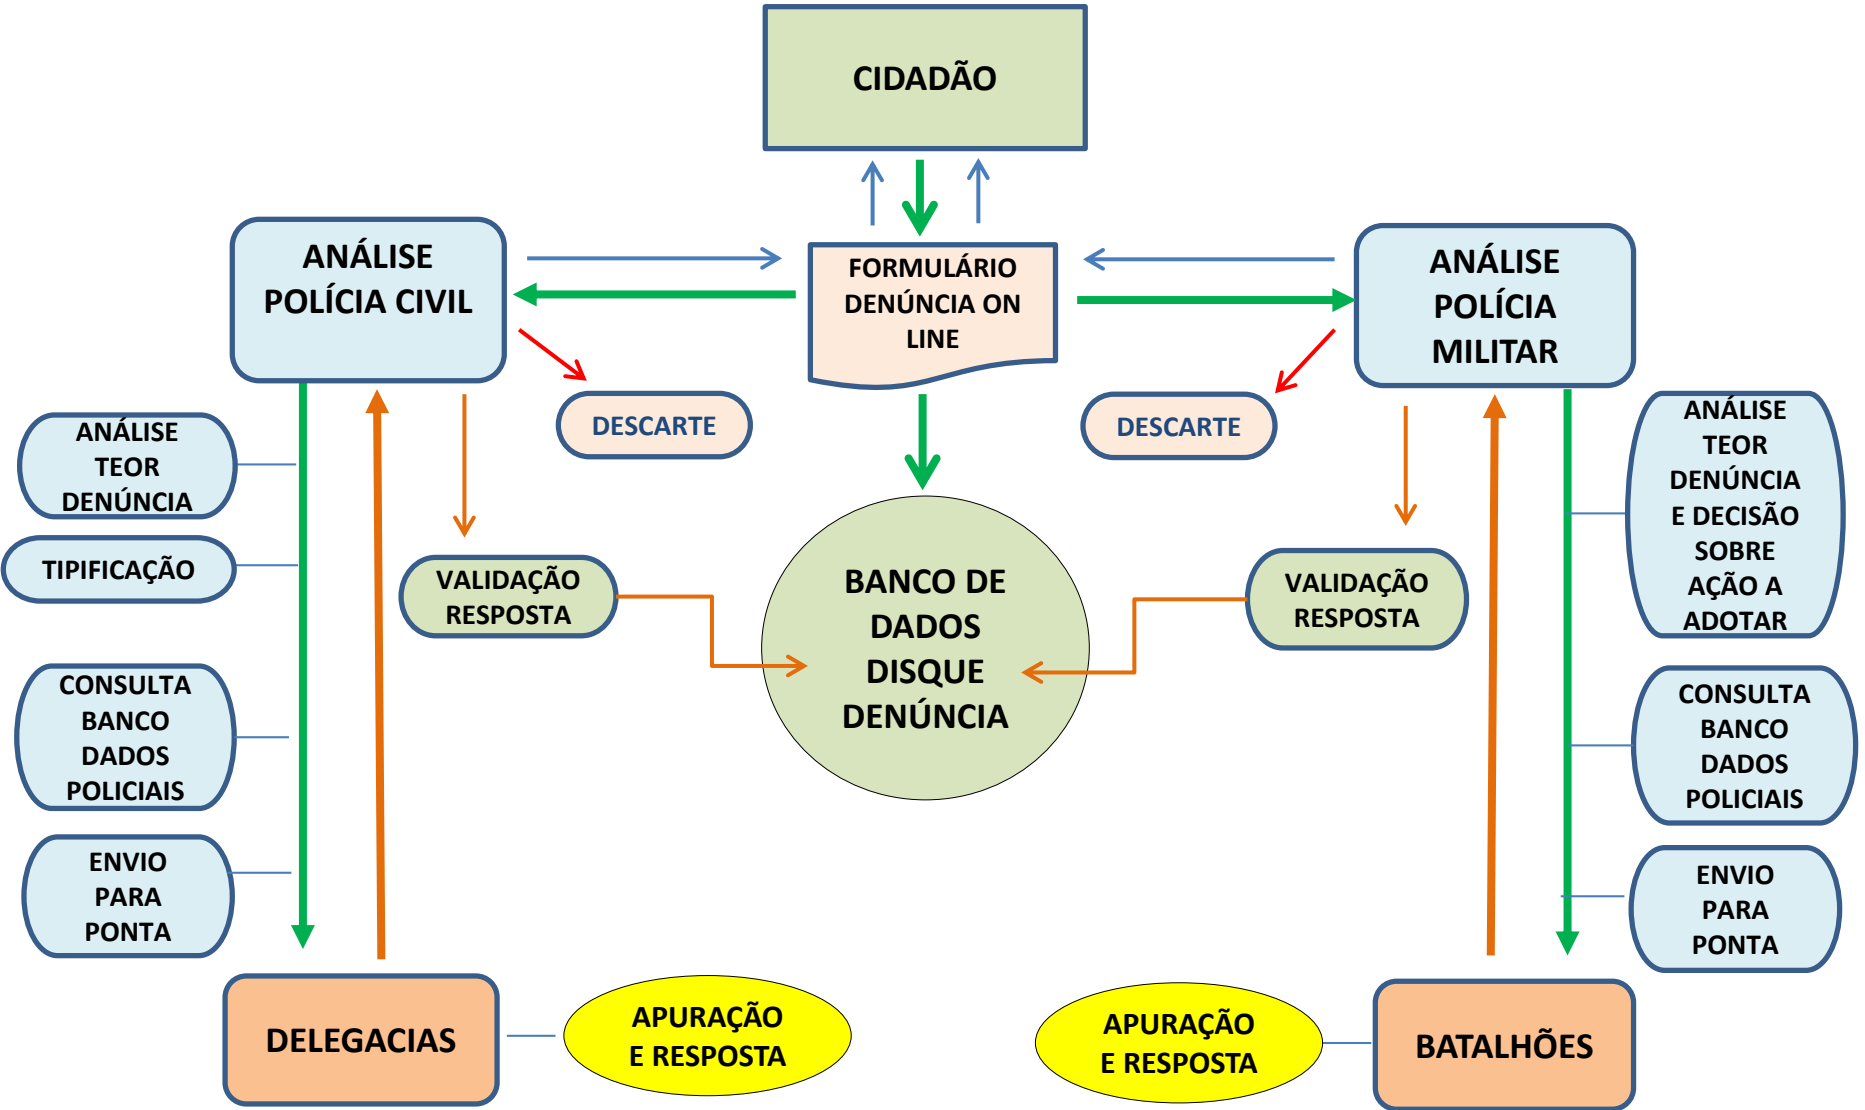 CIDADÃO
ANÁLISE
POLÍCIA CIVIL
FORMULÁRIO
DENÚNCIA ON
LINE
ANÁLISE
POLÍCIA
MILITAR
DESCARTE
DESCARTE
ANÁLISE
TEOR
DENÚNCIA
TIPIFICAÇÃO
CONSULTA
BANCO
DADOS
POLICIAIS
ENVIO
PARA
PONTA
VALIDAÇÃO
RESPOSTA
BANCO DE
DADOS
DISQUE
DENÚNCIA
VALIDAÇÃO
RESPOSTA
ANÁLISE
TEOR
DENÚNCIA
E DECISÃO
SOBRE
AÇÃO A
ADOTAR
CONSULTA
BANCO
DADOS
POLICIAIS
ENVIO
PARA
PONTA
DELEGACIAS
APURAÇÃO
E RESPOSTA
APURAÇÃO
E RESPOSTA
BATALHÕES